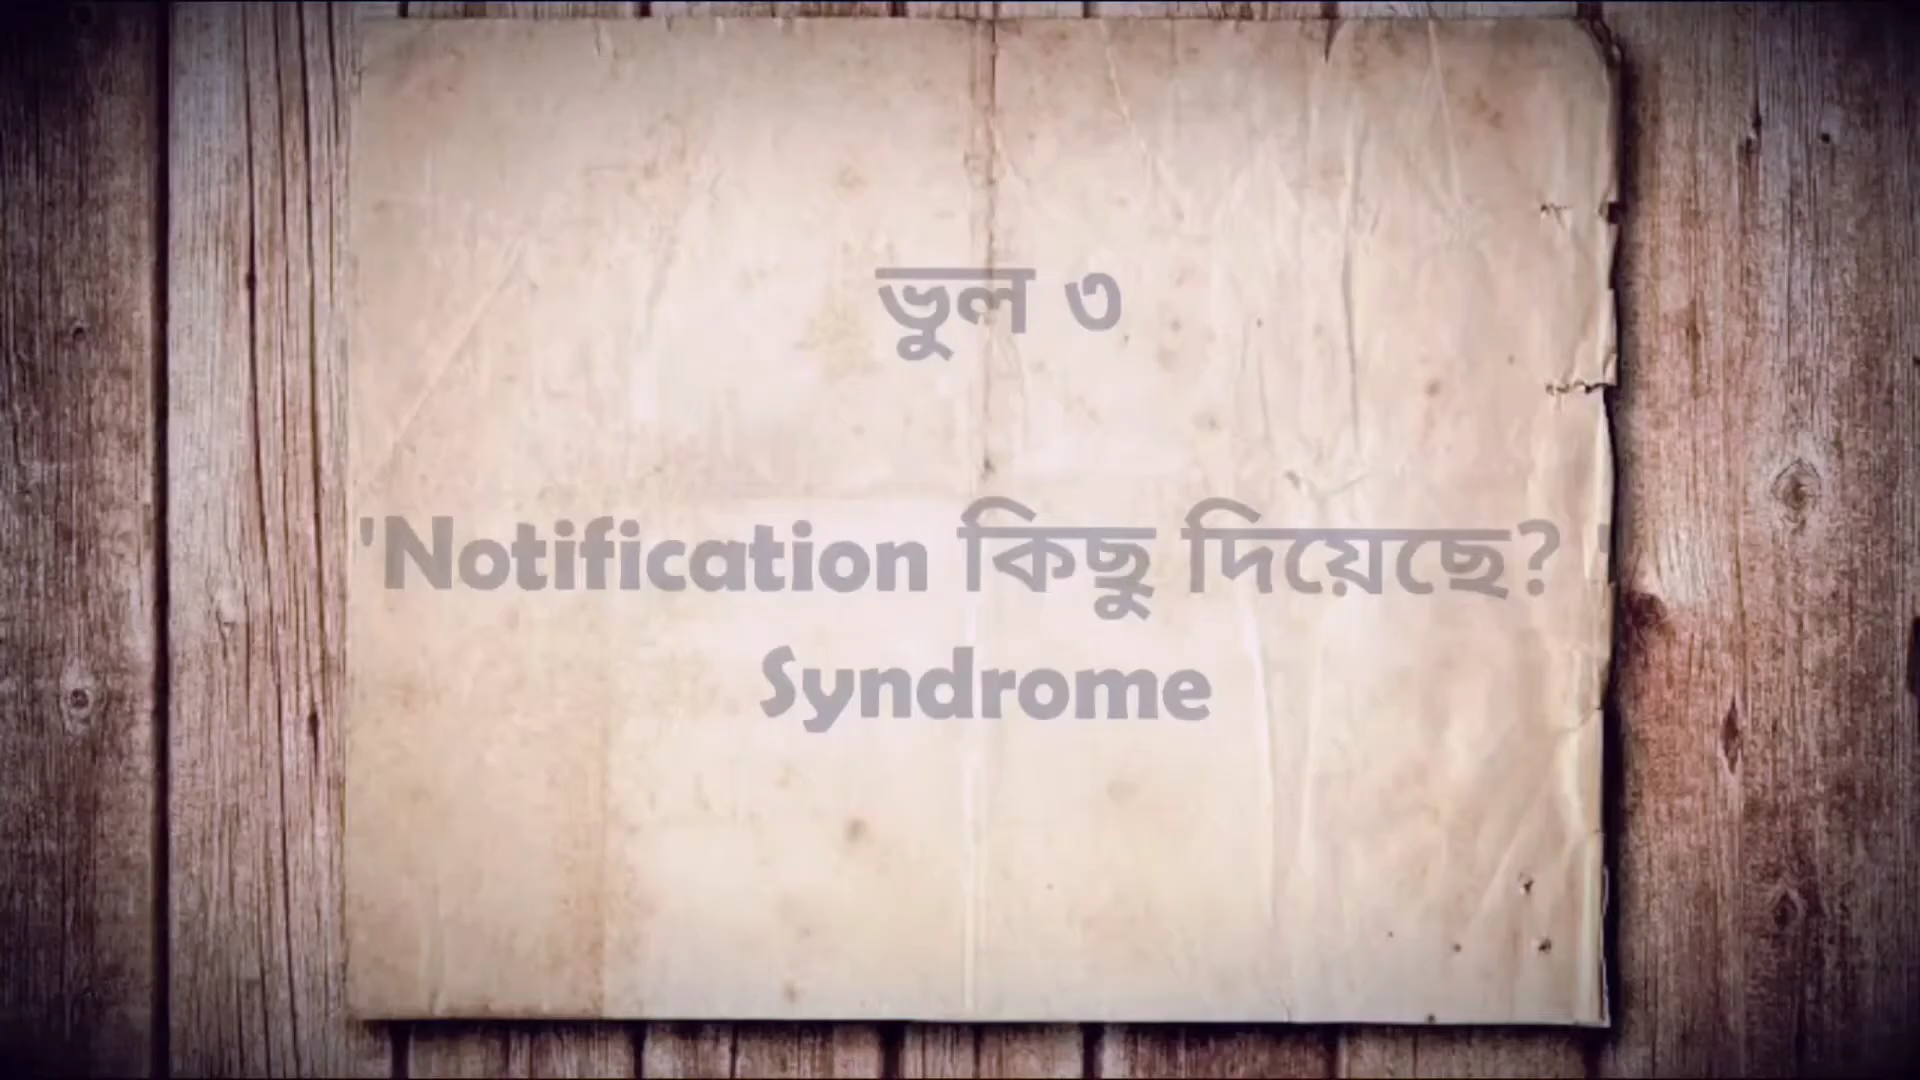 ভুল ৩
'Notification কিছু দিয়েছে? '
Syndrome